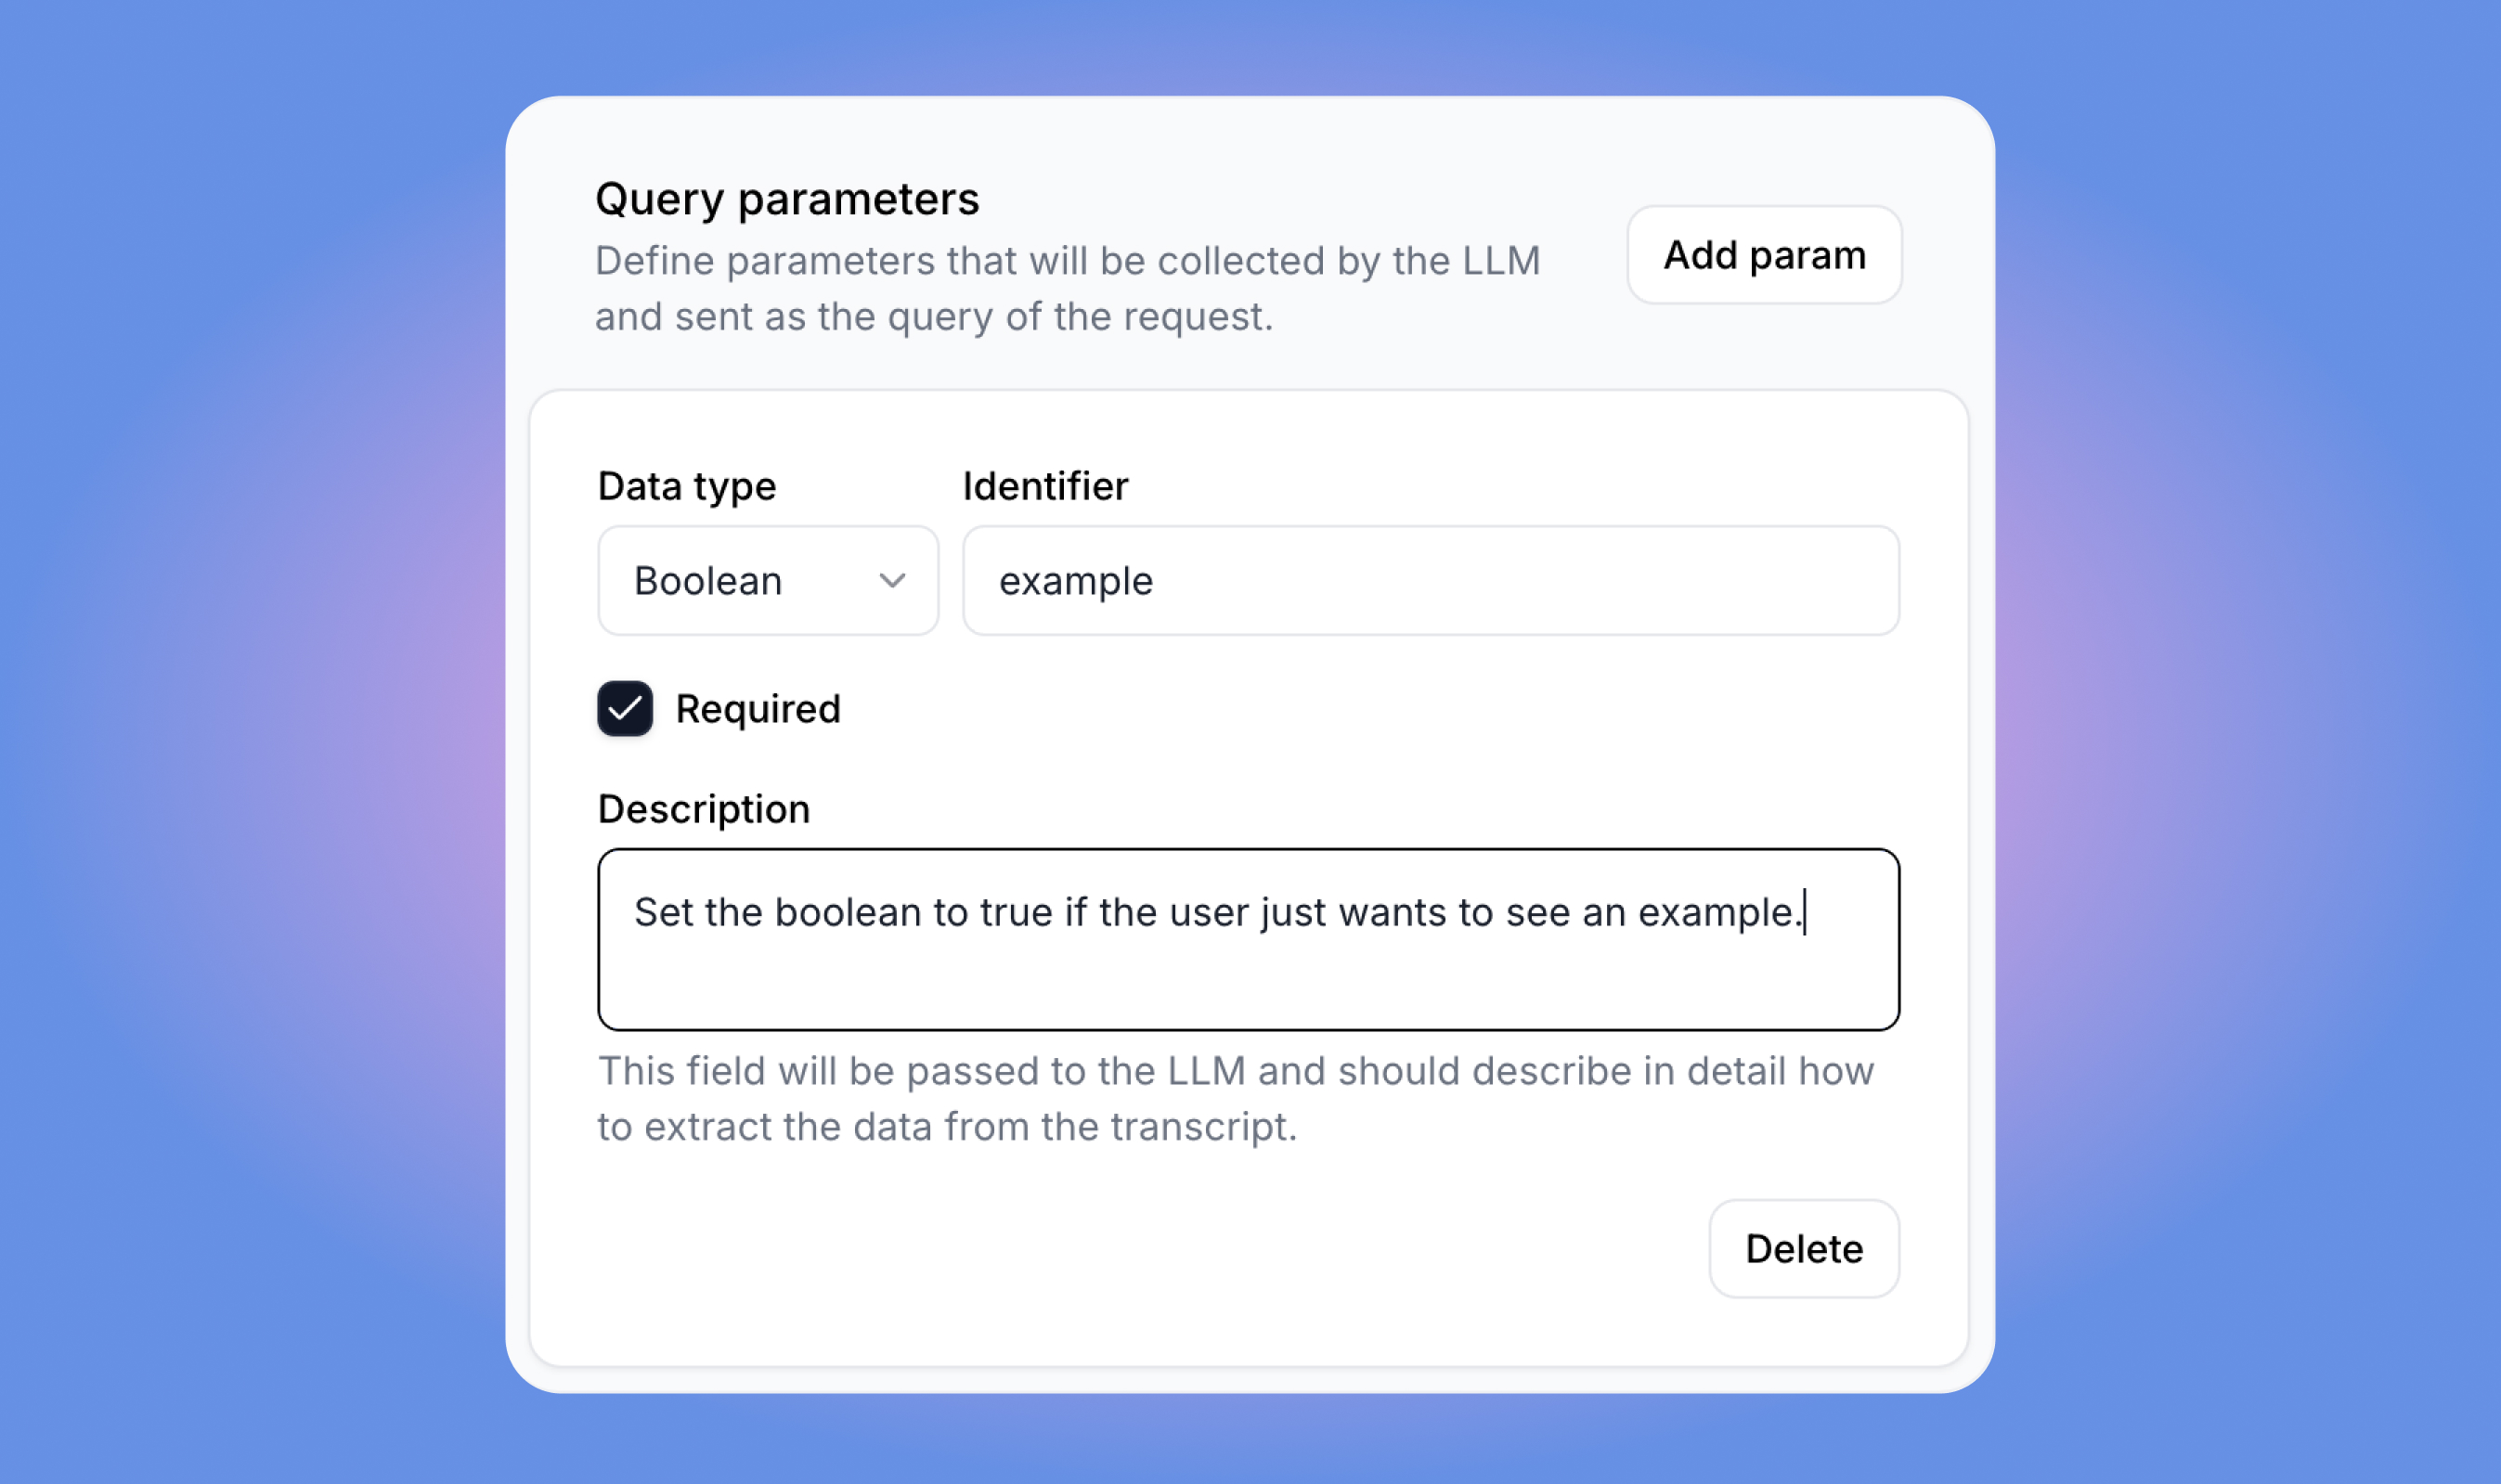 Query parameters
Define parameters that will be collected by the LLM
and sent as the query of the request.
Add param
Data type
Identifier
Boolean
example
Required
Description
Set the boolean to true if the user just wants to see an example.
This field will be passed to the LLM and should describe in detail how
to extract the data from the transcript.
Delete